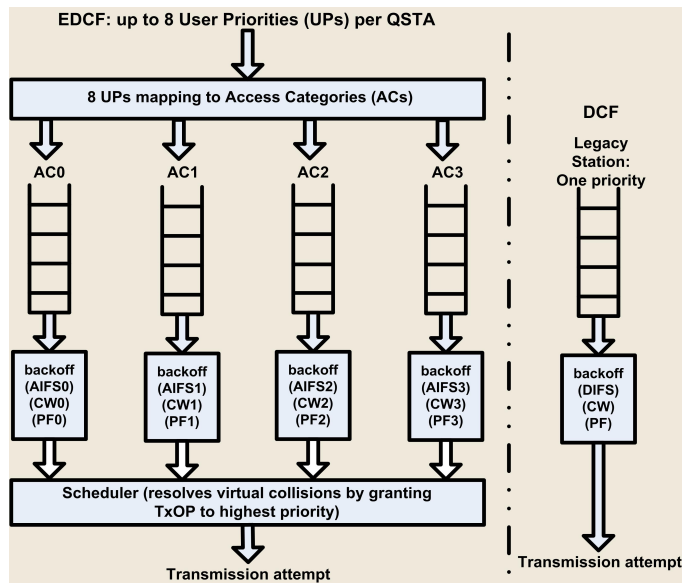 EDCF: up to 8 User Priorities (UPs) per QSTA
8 UPs mapping to Access Categories (ACs)
AC0
AC1
AC2
AC3
backoff
(AIFS0)
(CW0)
(PF0)
backoff
(AIFS1)
(CW1)
(PF1)
backoff
(AIFS2)
(CW2)
(PF2)
backoff
(AIFS3)
(CW3)
(PF3)
Scheduler (resolves virtual collisions by granting
TxOP to highest priority)
Transmission attempt
DCF
Legacy
Station:
One priority
backoff
(DIFS)
(CW)
(PF)
Transmission attempt